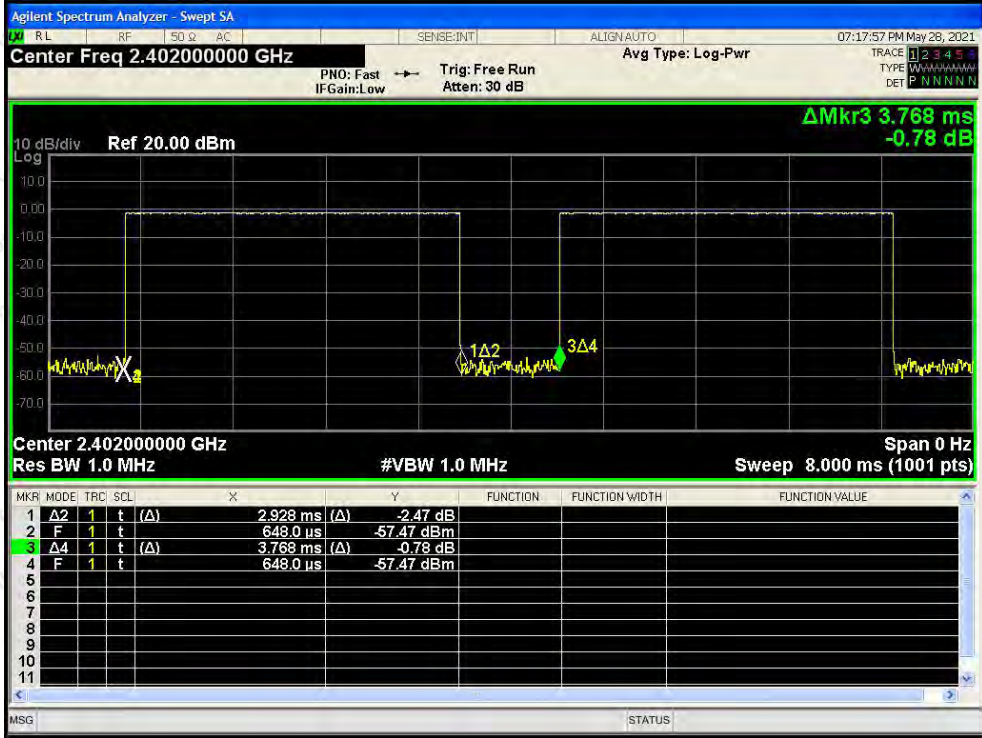 Agilent Spectrum Analyzer - Swept SA
LXI RL RF 50 Ω AC SENSE:INT ALIGN AUTO 07:17:57 PM May 28, 2021
Center Freq 2.402000000 GHz Avg Type: Log-Pwr TRACE 1 2 3 4 5 6
PNO: Fast Trig: Free Run TYPE WWWWWW
IFGain:Low Atten: 30 dB DET P N N N N N
ΔMkr3 3.768 ms
10 dB/div Ref 20.00 dBm -0.78 dB
Log
10.0
0.00
-10.0
-20.0
-30.0
-40.0
-50.0
1Δ2 3Δ4
-60.0
-70.0
Center 2.402000000 GHz Span 0 Hz
Res BW 1.0 MHz #VBW 1.0 MHz Sweep 8.000 ms (1001 pts)
MKR MODE TRC SCL X Y FUNCTION FUNCTION WIDTH FUNCTION VALUE
1 Δ2 1 t (Δ) 2.928 ms (Δ) -2.47 dB
2 F 1 t 648.0 µs -57.47 dBm
3 Δ4 1 t (Δ) 3.768 ms (Δ) -0.78 dB
4 F 1 t 648.0 µs -57.47 dBm
5
6
7
8
9
10
11
MSG STATUS